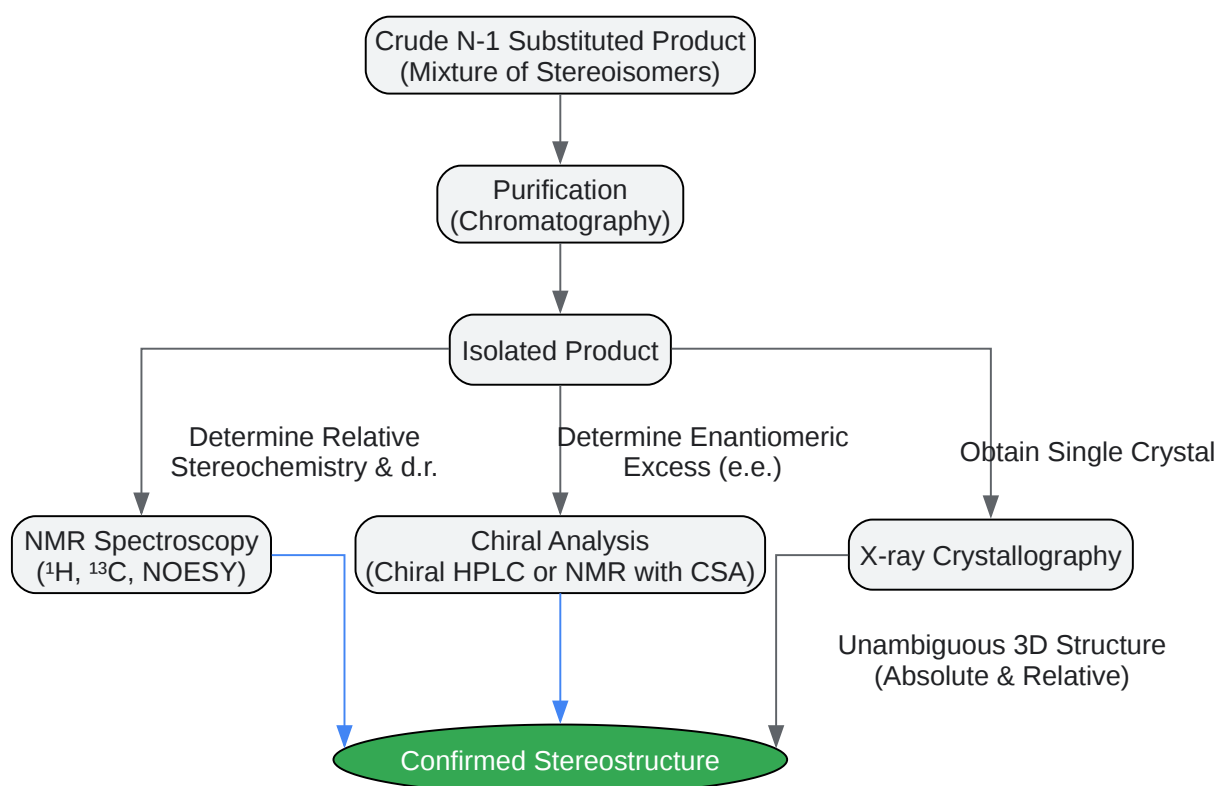 Crude N-1 Substituted Product
(Mixture of Stereoisomers)
Purification
(Chromatography)
Isolated Product
Determine Relative
Stereochemistry & d.r.
Determine Enantiomeric
Excess (e.e.)
Obtain Single Crystal
NMR Spectroscopy
(¹H, ¹³C, NOESY)
Chiral Analysis
(Chiral HPLC or NMR with CSA)
X-ray Crystallography
Unambiguous 3D Structure
(Absolute & Relative)
Confirmed Stereostructure